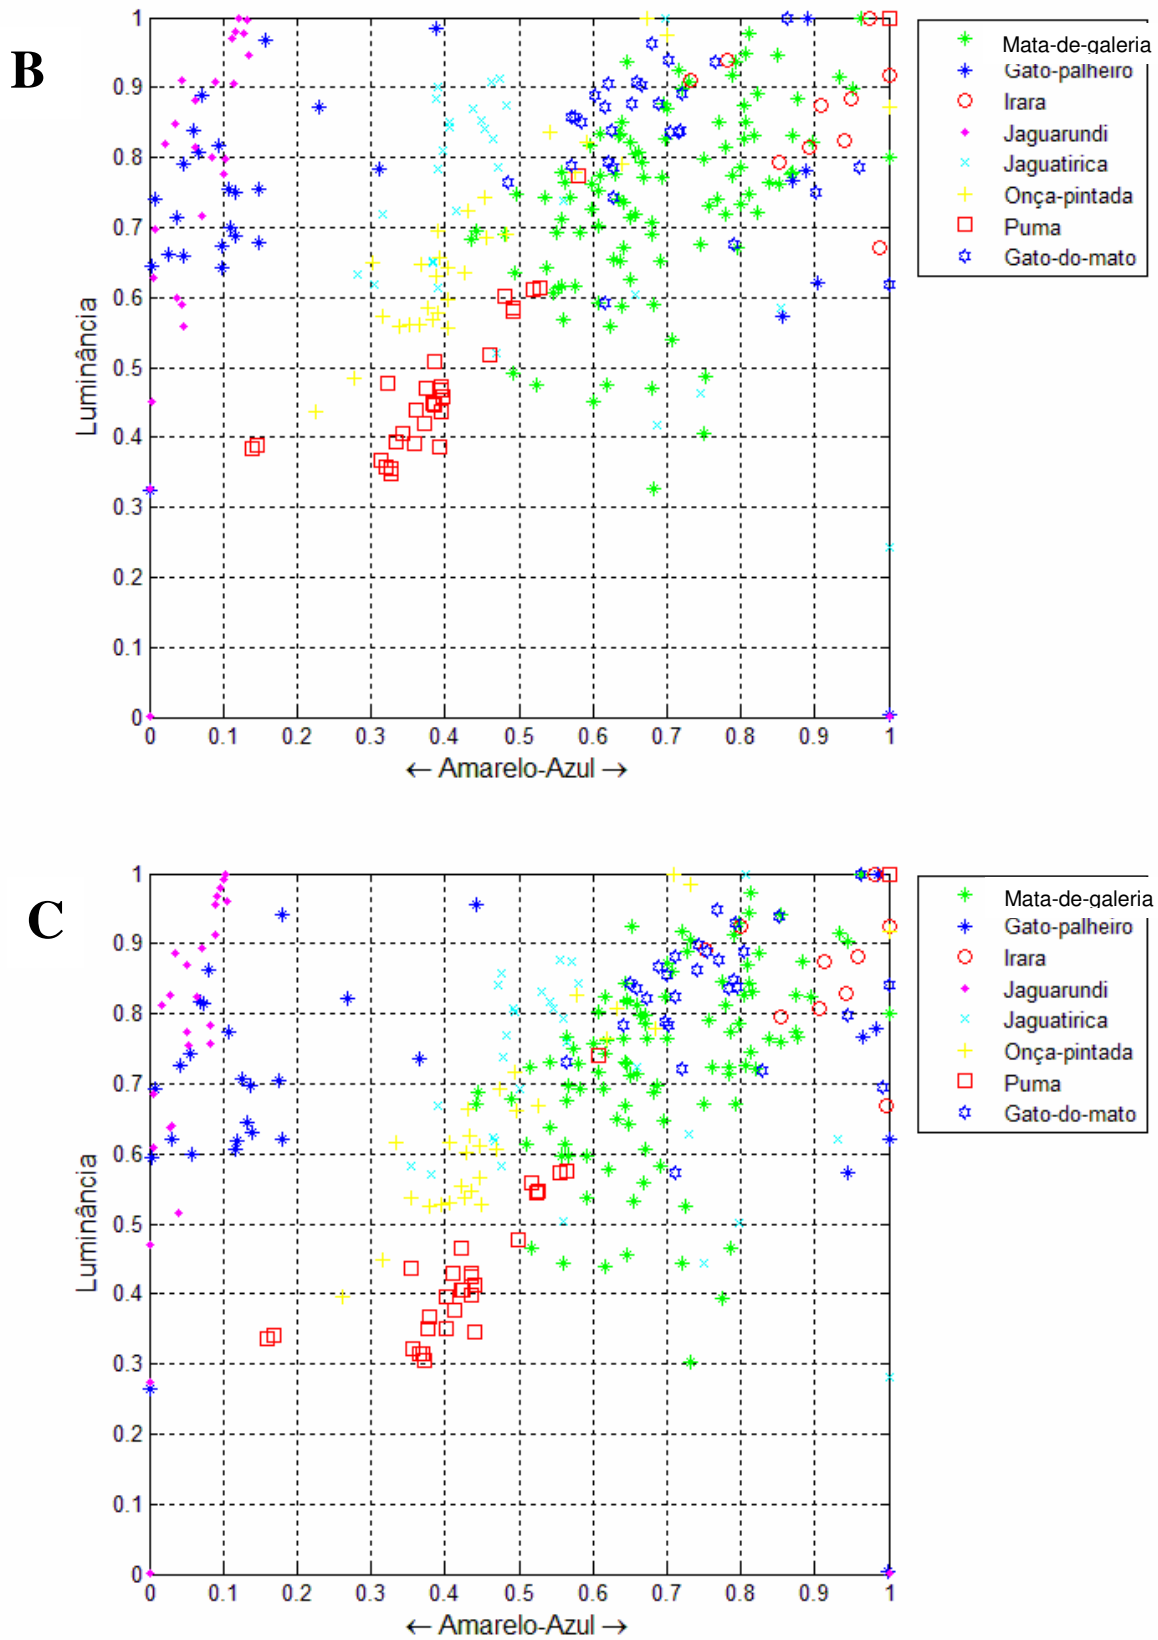 B
1
0.9
0.8
0.7
0.6
0.5
0.4
0.3
0.2
0.1
0
Luminância
0 0.1 0.2 0.3 0.4 0.5 0.6 0.7 0.8 0.9 1
← Amarelo-Azul →
Mata-de-galeria
Gato-palheiro
Irara
Jaguarundi
Jaguatirica
Onça-pintada
Puma
Gato-do-mato
C
1
0.9
0.8
0.7
0.6
0.5
0.4
0.3
0.2
0.1
0
Luminância
0 0.1 0.2 0.3 0.4 0.5 0.6 0.7 0.8 0.9 1
← Amarelo-Azul →
Mata-de-galeria
Gato-palheiro
Irara
Jaguarundi
Jaguatirica
Onça-pintada
Puma
Gato-do-mato